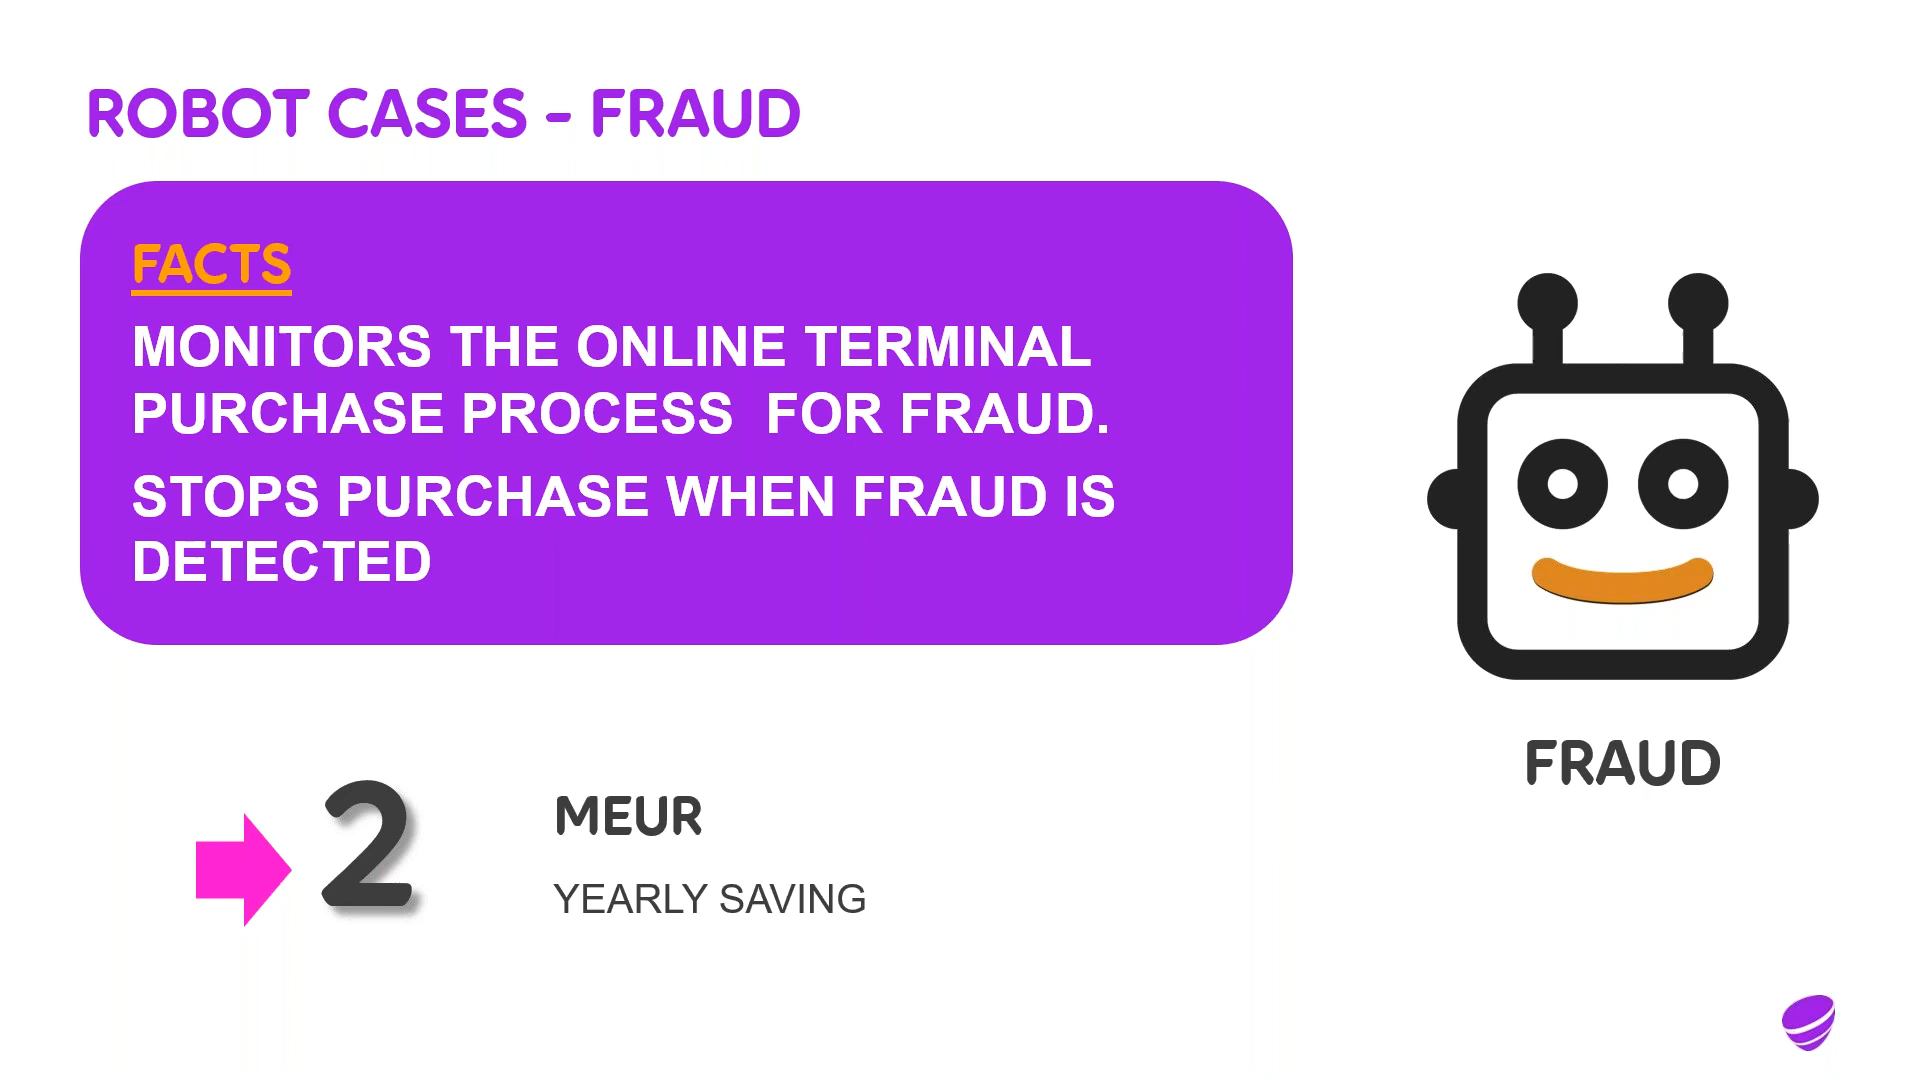 ROBOT CASES - FRAUD
FACTS
MONITORS THE ONLINE TERMINAL
PURCHASE PROCESS  FOR FRAUD.
STOPS PURCHASE WHEN FRAUD IS
DETECTED
FRAUD
2
MEUR
YEARLY SAVING